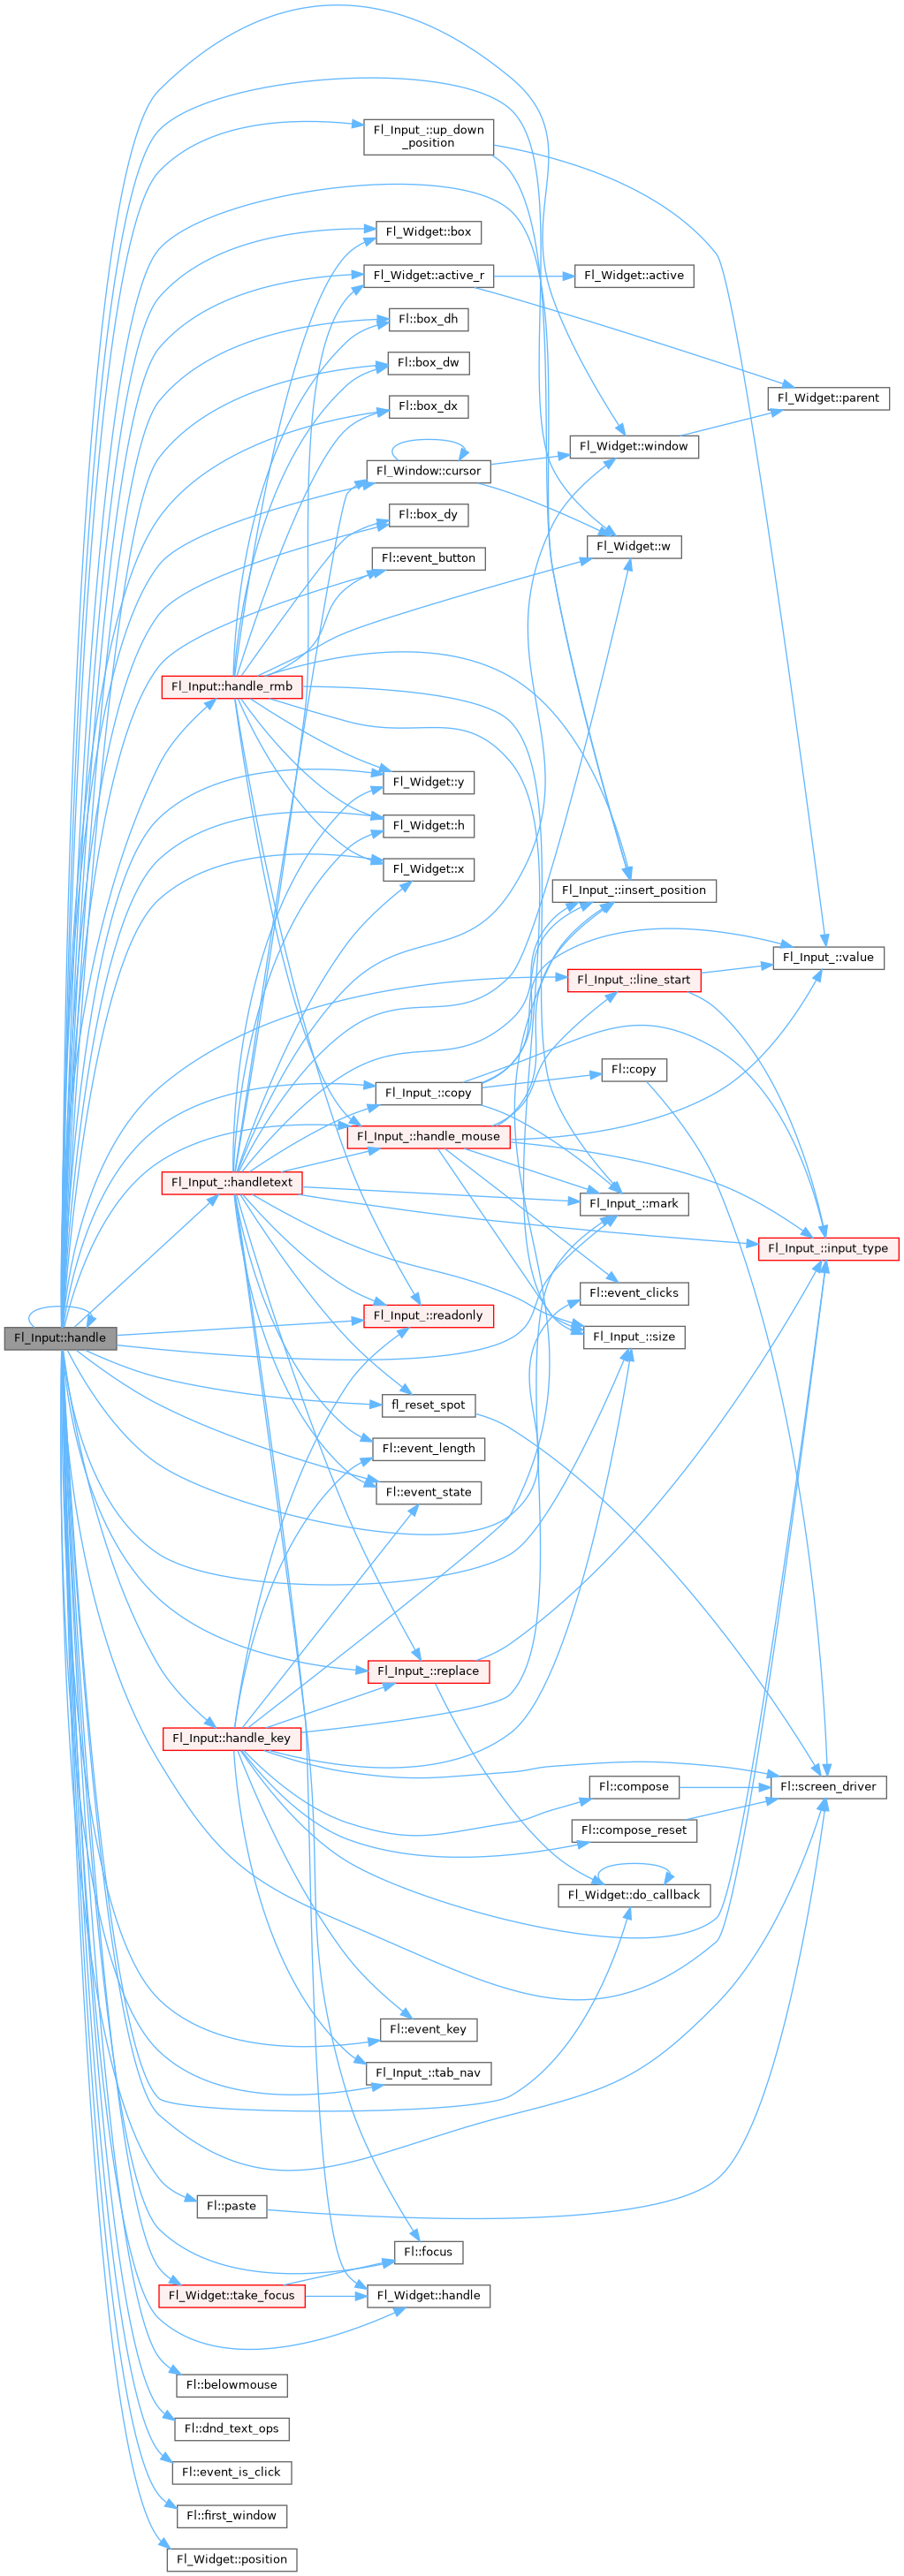 Fl_Input_::up_down
_position
Fl_Widget::box
Fl_Widget::active_r
Fl_Widget::active
Fl::box_dh
Fl::box_dw
Fl_Widget::parent
Fl::box_dx
Fl_Widget::window
Fl_Window::cursor
Fl::box_dy
Fl_Widget::w
Fl::event_button
Fl_Input::handle_rmb
Fl_Widget::y
Fl_Widget::h
Fl_Widget::x
Fl_Input_::insert_position
Fl_Input_::value
Fl_Input_::line_start
Fl::copy
Fl_Input_::copy
Fl_Input_::handle_mouse
Fl_Input_::handletext
Fl_Input_::mark
Fl_Input_::input_type
Fl::event_clicks
Fl_Input_::readonly
Fl_Input::handle
Fl_Input_::size
fl_reset_spot
Fl::event_length
Fl::event_state
Fl_Input_::replace
Fl_Input::handle_key
Fl::compose
Fl::screen_driver
Fl::compose_reset
Fl_Widget::do_callback
Fl::event_key
Fl_Input_::tab_nav
Fl::paste
Fl::focus
Fl_Widget::take_focus
Fl_Widget::handle
Fl::belowmouse
Fl::dnd_text_ops
Fl::event_is_click
Fl::first_window
Fl_Widget::position